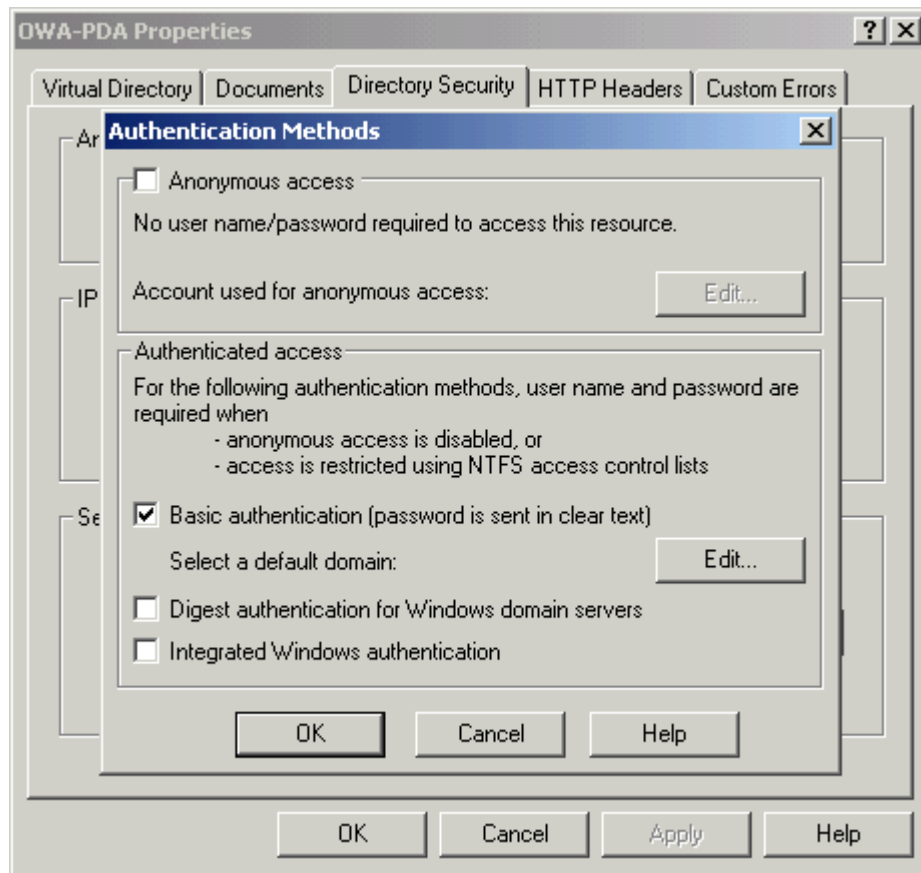 OWA-PDA Properties
Virtual Directory Documents Directory Security HTTP Headers Custom Errors
Authentication Methods
Anonymous access
No user name/password required to access this resource.
Account used for anonymous access: Edit...
Authenticated access
For the following authentication methods, user name and password are
required when
- anonymous access is disabled, or
- access is restricted using NTFS access control lists
Basic authentication (password is sent in clear text)
Select a default domain: Edit...
Digest authentication for Windows domain servers
Integrated Windows authentication
OK Cancel Help
OK Cancel Apply Help